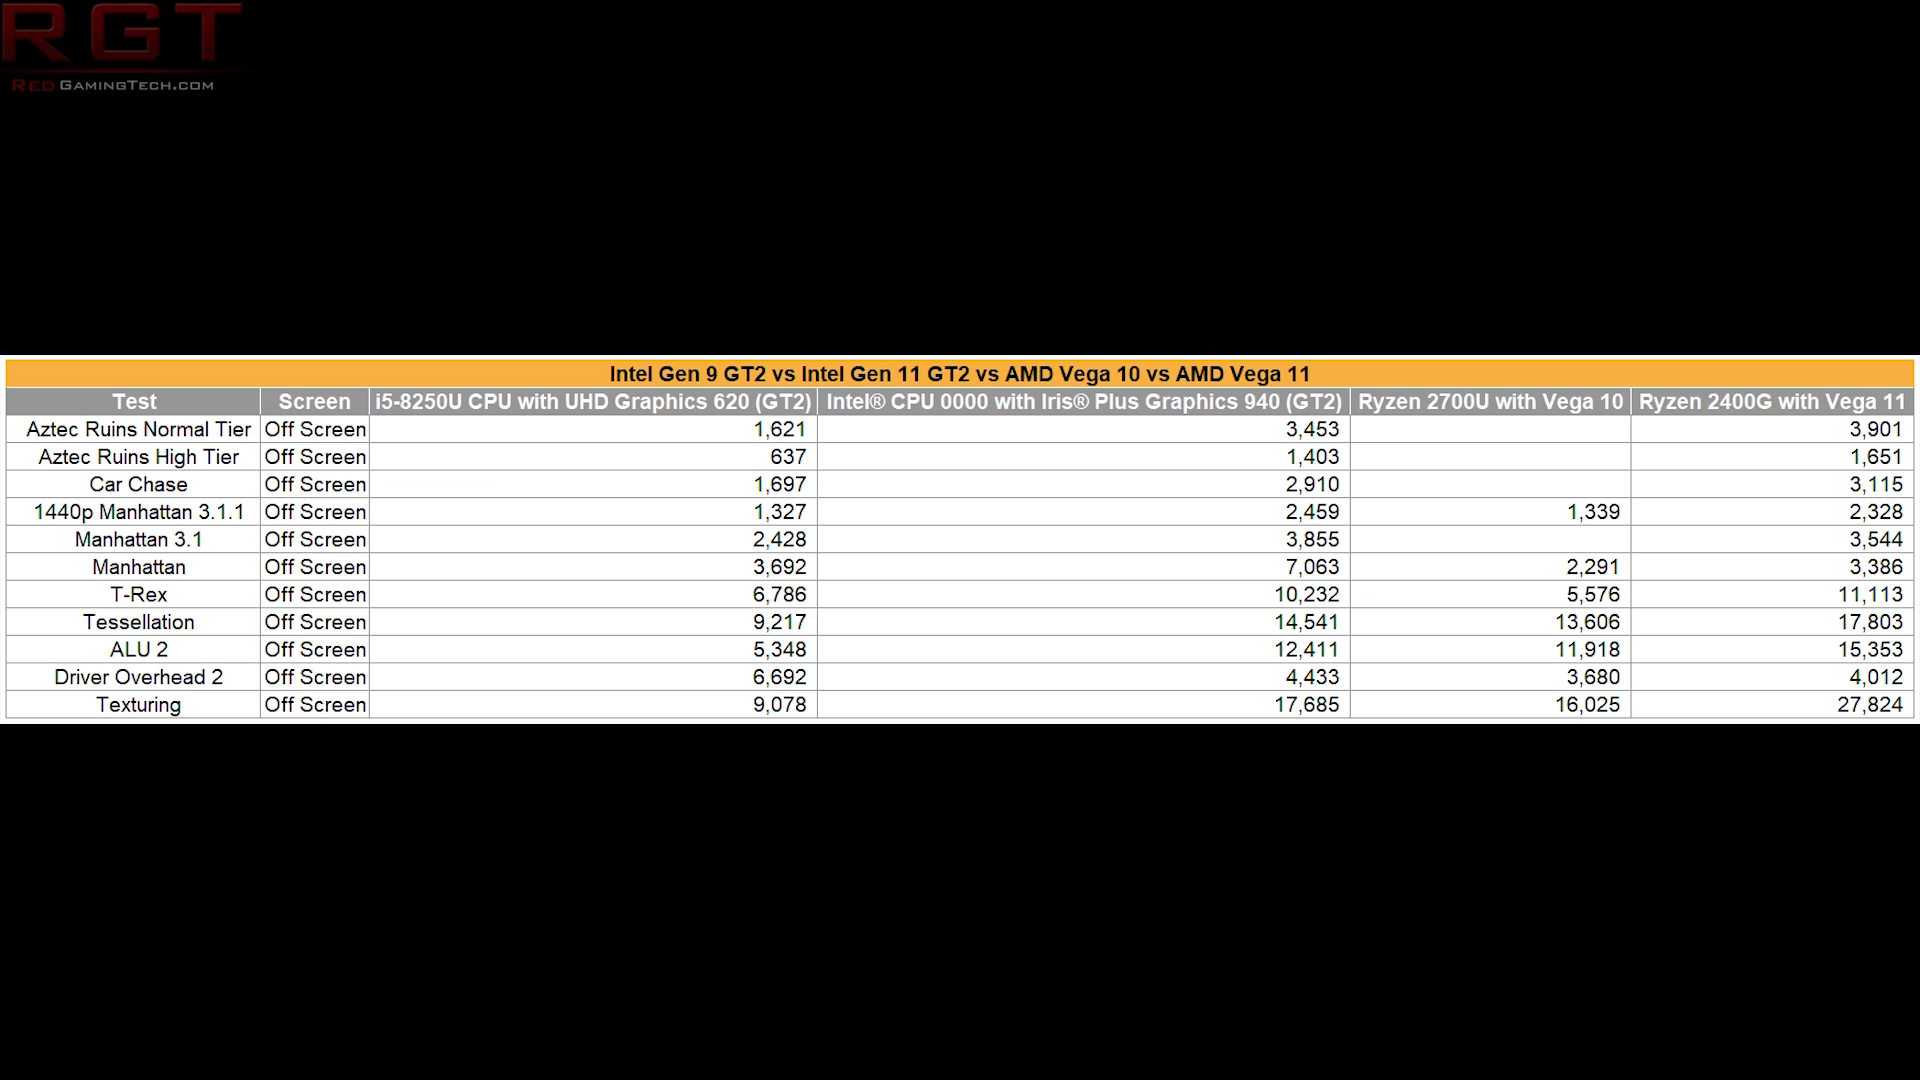 RGT
RED GAMINGTECH.COM
Intel Gen 9 GT2 vs Intel Gen 11 GT2 vs AMD Vega 10 vs AMD Vega 11
Test Screen i5-8250U CPU with UHD Graphics 620 (GT2) Intel® CPU 0000 with Iris® Plus Graphics 940 (GT2) Ryzen 2700U with Vega 10 Ryzen 2400G with Vega 11
Aztec Ruins Normal Tier Off Screen 1,621 3,453 3,901
Aztec Ruins High Tier Off Screen 637 1,403 1,651
Car Chase Off Screen 1,697 2,910 3,115
1440p Manhattan 3.1.1 Off Screen 1,327 2,459 1,339 2,328
Manhattan 3.1 Off Screen 2,428 3,855 3,544
Manhattan Off Screen 3,692 7,063 2,291 3,386
T-Rex Off Screen 6,786 10,232 5,576 11,113
Tessellation Off Screen 9,217 14,541 13,606 17,803
ALU 2 Off Screen 5,348 12,411 11,918 15,353
Driver Overhead 2 Off Screen 6,692 4,433 3,680 4,012
Texturing Off Screen 9,078 17,685 16,025 27,824